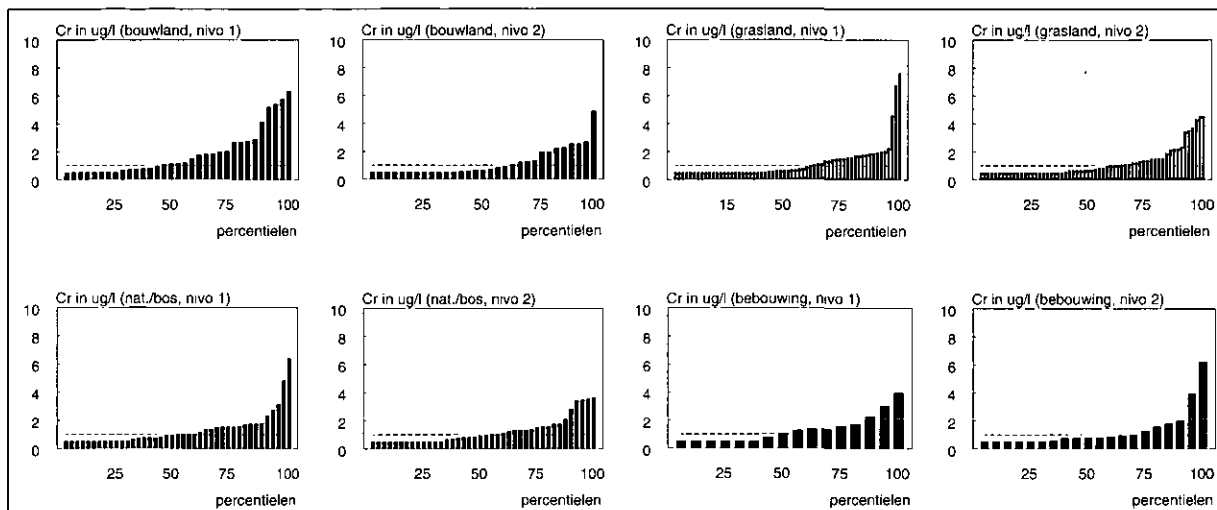 Cr in ug/l (bouwland, nivo 1)
10
8
6
4
2
0
25 50 75 100
percentielen
Cr in ug/l (bouwland, nivo 2)
10
8
6
4
2
0
25 50 75 100
percentielen
Cr in ug/l (grasland, nivo 1)
10
8
6
4
2
0
15 50 75 100
percentielen
Cr in ug/l (grasland, nivo 2)
10
8
6
4
2
0
25 50 75 100
percentielen
Cr in ug/l (nat./bos, nivo 1)
10
8
6
4
2
0
25 50 75 100
percentielen
Cr in ug/l (nat./bos, nivo 2)
10
8
6
4
2
0
25 50 75 100
percentielen
Cr in ug/l (bebouwing, nivo 1)
10
8
6
4
2
0
25 50 75 100
percentielen
Cr in ug/l (bebouwing, nivo 2)
10
8
6
4
2
0
25 50 75 100
percentielen